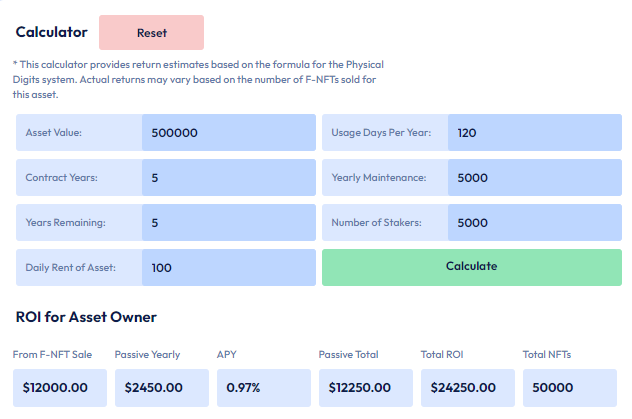 Calculator
Reset
* This calculator provides return estimates based on the formula for the Physical
Digits system. Actual returns may vary based on the number of F-NFTs sold for
this asset.
Asset Value: 500000 Usage Days Per Year: 120
Contract Years: 5 Yearly Maintenance: 5000
Years Remaining: 5 Number of Stakers: 5000
Daily Rent of Asset: 100 Calculate
ROI for Asset Owner
From F-NFT Sale Passive Yearly APY Passive Total Total ROI Total NFTs
$12000.00 $2450.00 0.97% $12250.00 $24250.00 50000